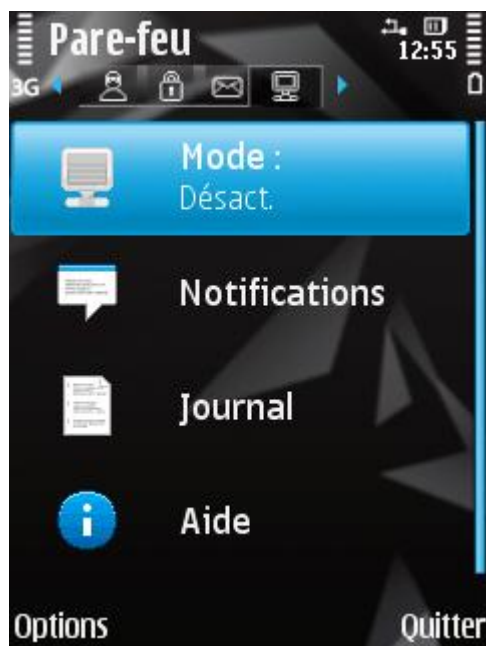 Pare-feu
12:55
3G
Mode :
Désact.
Notifications
Journal
Aide
Options
Quitter